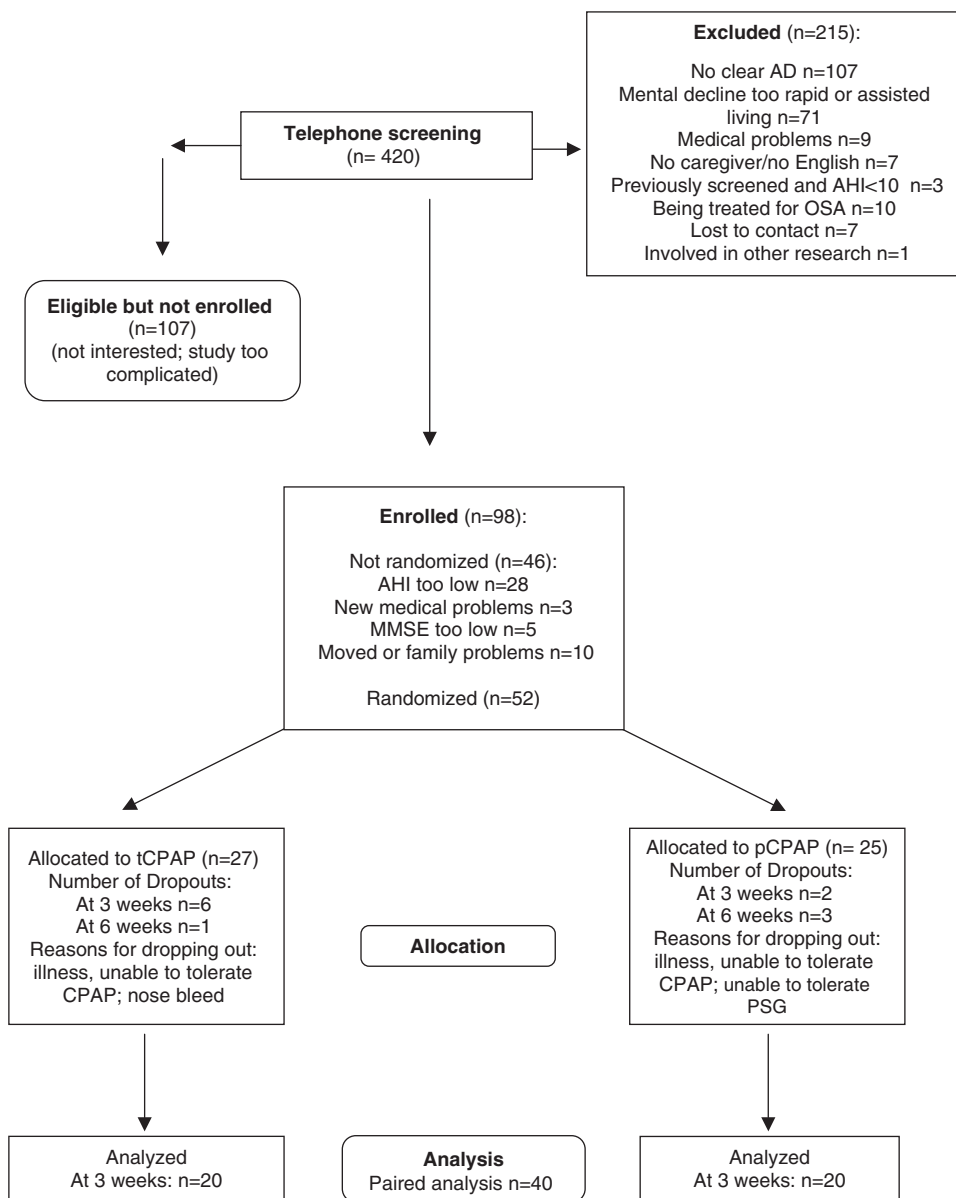 Excluded (n=215):
No clear AD n=107
Mental decline too rapid or assisted
living n=71
Medical problems n=9
No caregiver/no English n=7
Previously screened and AHI<10 n=3
Being treated for OSA n=10
Lost to contact n=7
Involved in other research n=1
Telephone screening
(n= 420)
Eligible but not enrolled
(n=107)
(not interested; study too
complicated)
Enrolled (n=98):
Not randomized (n=46):
AHI too low n=28
New medical problems n=3
MMSE too low n=5
Moved or family problems n=10
Randomized (n=52)
Allocated to tCPAP (n=27)
Number of Dropouts:
At 3 weeks n=6
At 6 weeks n=1
Reasons for dropping out:
illness, unable to tolerate
CPAP; nose bleed
Allocation
Allocated to pCPAP (n= 25)
Number of Dropouts:
At 3 weeks n=2
At 6 weeks n=3
Reasons for dropping out:
illness, unable to tolerate
CPAP; unable to tolerate
PSG
Analyzed
At 3 weeks: n=20
Analysis
Paired analysis n=40
Analyzed
At 3 weeks: n=20